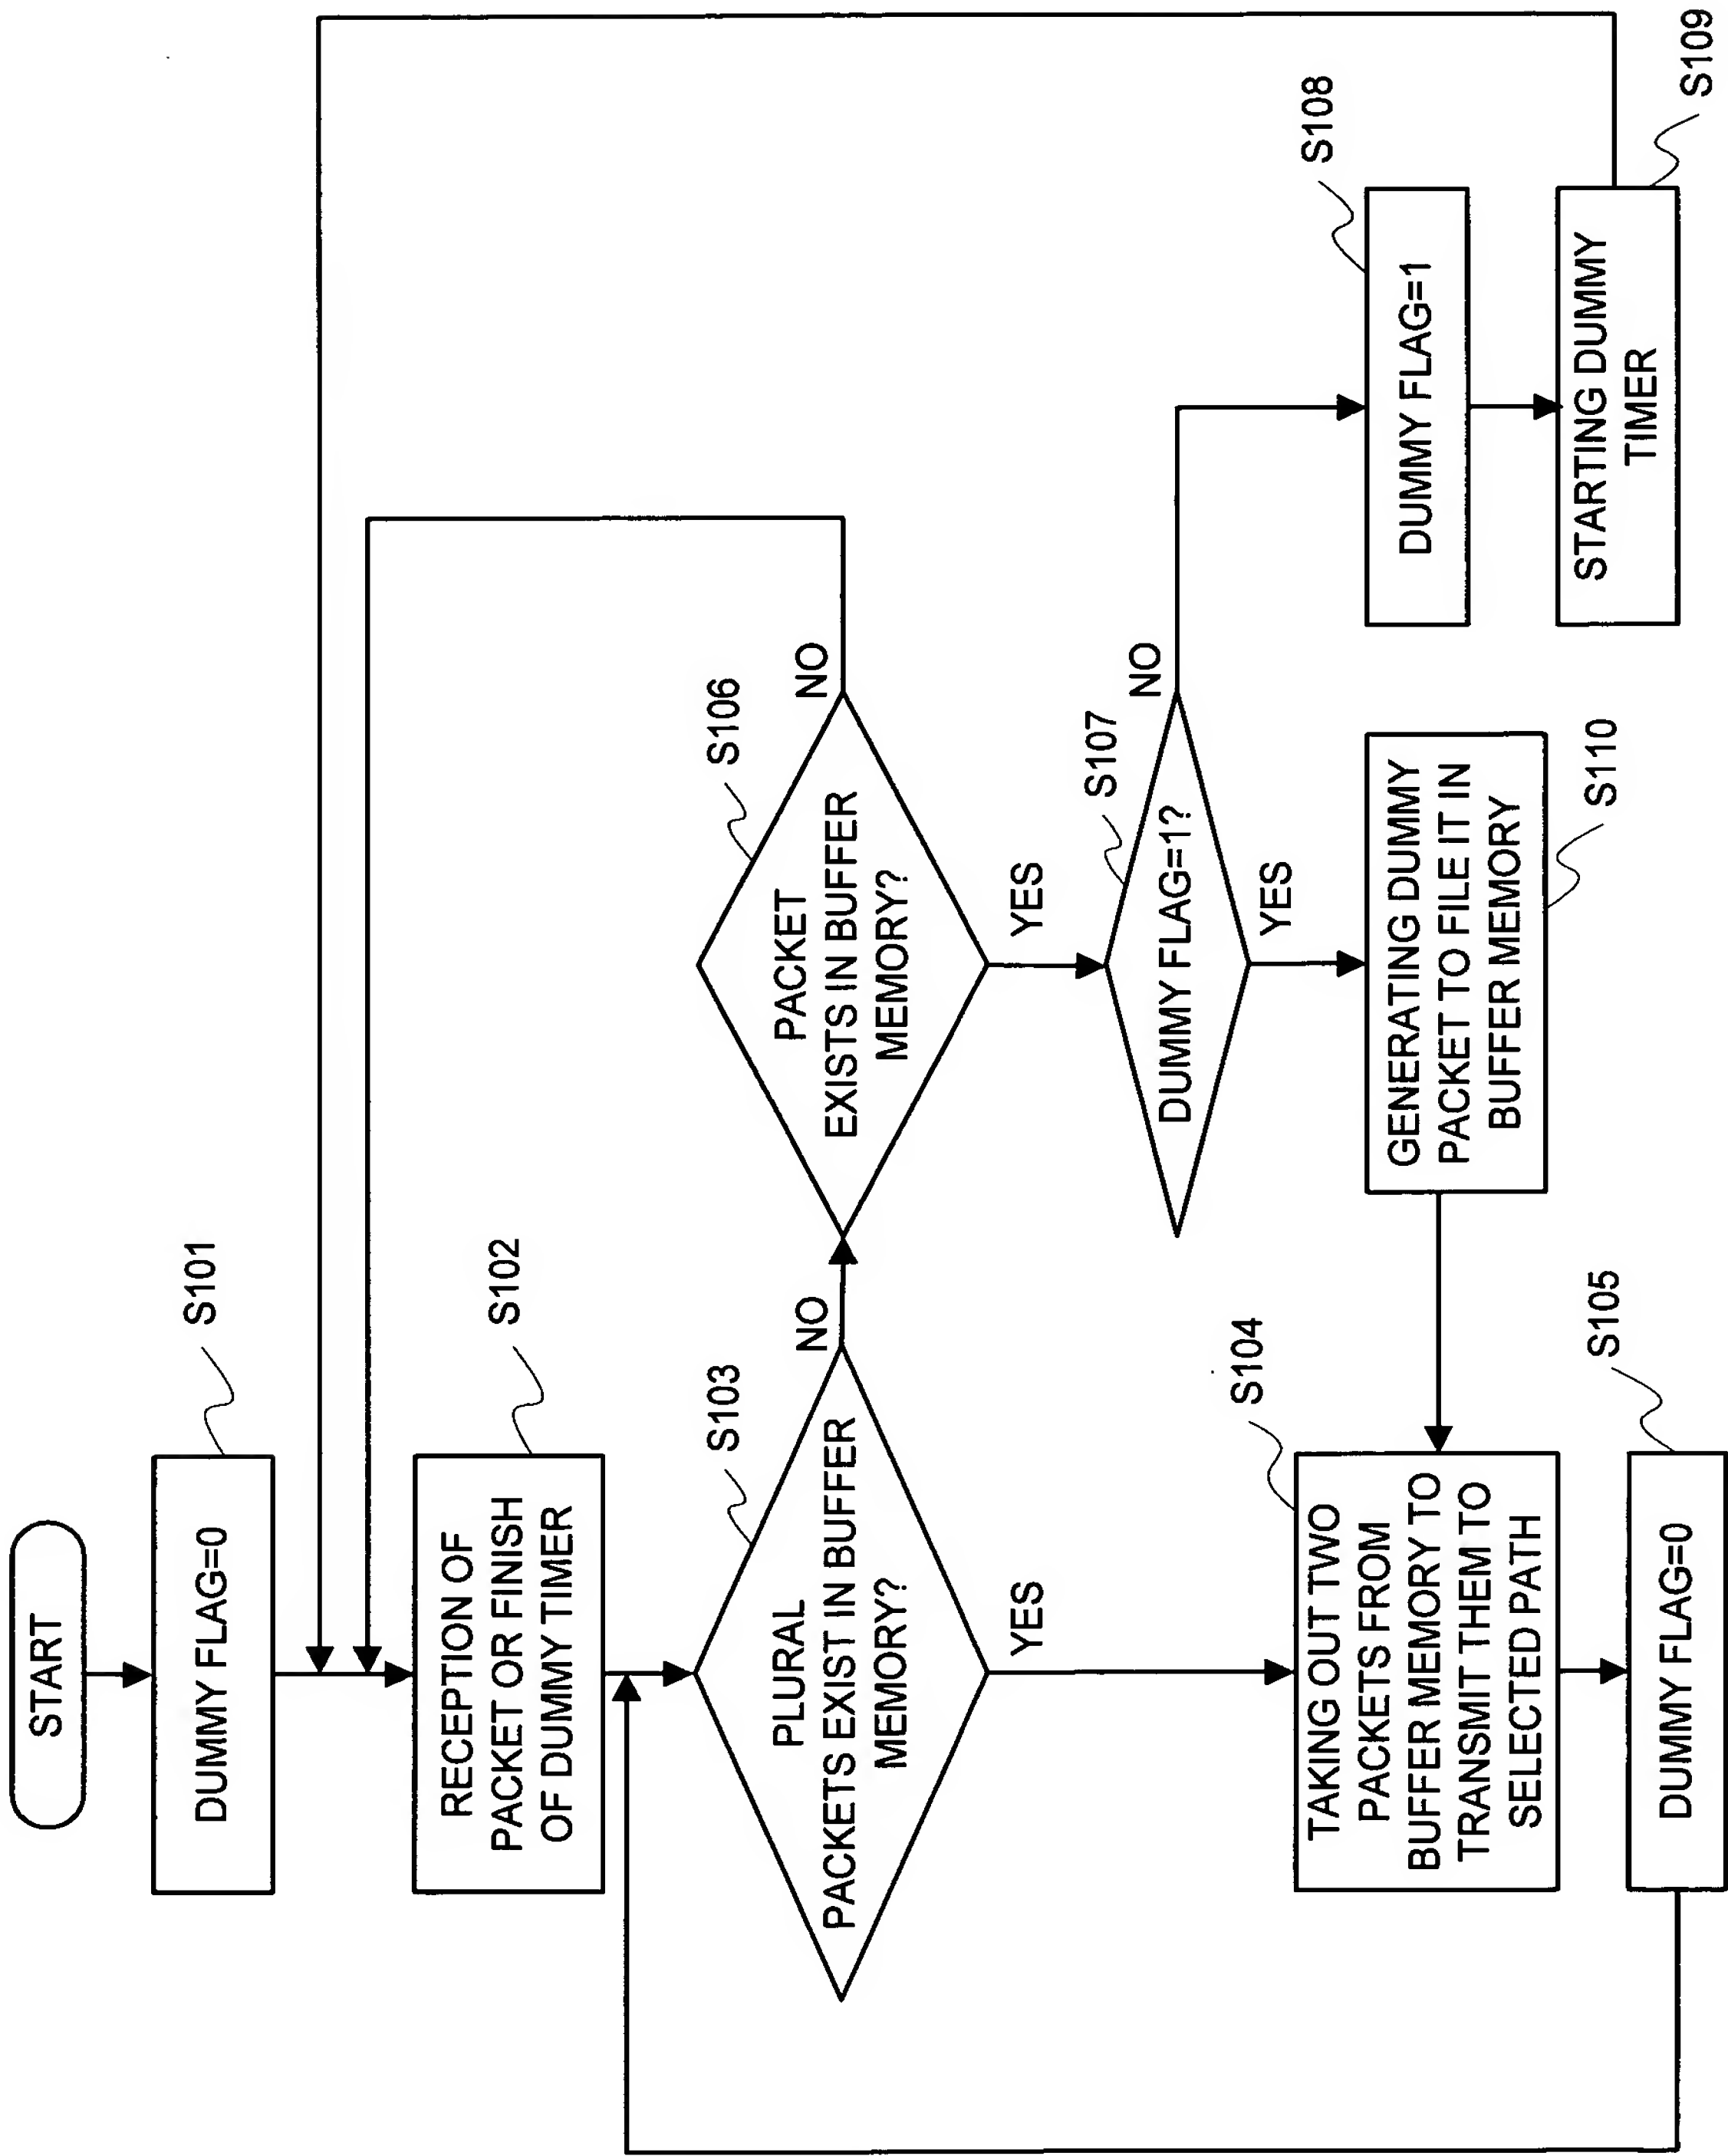 START
S101
DUMMY FLAG=0
S102
RECEPTION OF
PACKET OR FINISH
OF DUMMY TIMER
S103
PLURAL
PACKETS EXIST IN BUFFER
MEMORY?
NO
YES
S106
PACKET
EXISTS IN BUFFER
MEMORY?
NO
YES
S107
DUMMY FLAG=1?
NO
YES
S104
TAKING OUT TWO
PACKETS FROM
BUFFER MEMORY TO
TRANSMIT THEM TO
SELECTED PATH
S110
GENERATING DUMMY
PACKET TO FILE IT IN
BUFFER MEMORY
S108
DUMMY FLAG=1
S105
DUMMY FLAG=0
S109
STARTING DUMMY
TIMER